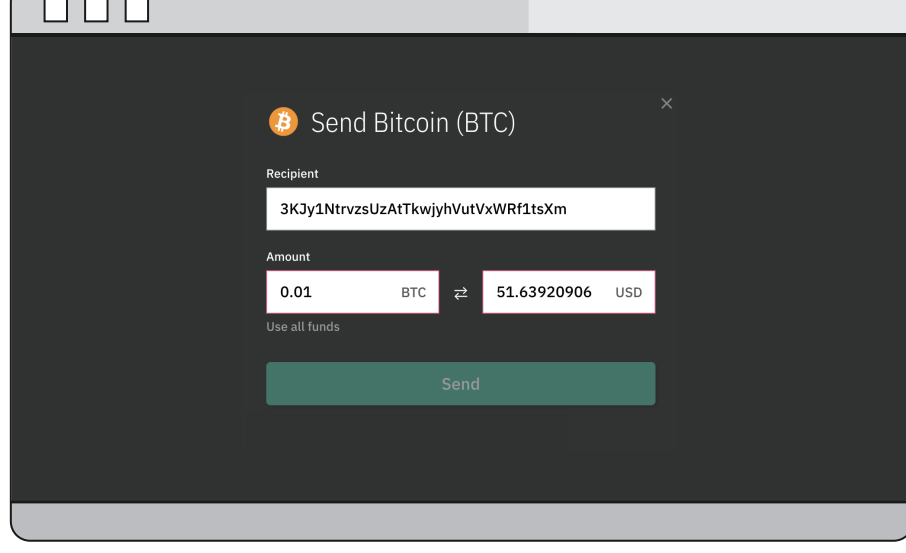 Send Bitcoin (BTC)
Recipient
3KJy1NtrvzsUzAtTkwjyhVutVxWRf1tsXm
Amount
0.01 BTC ⇄ 51.63920906 USD
Use all funds
Send